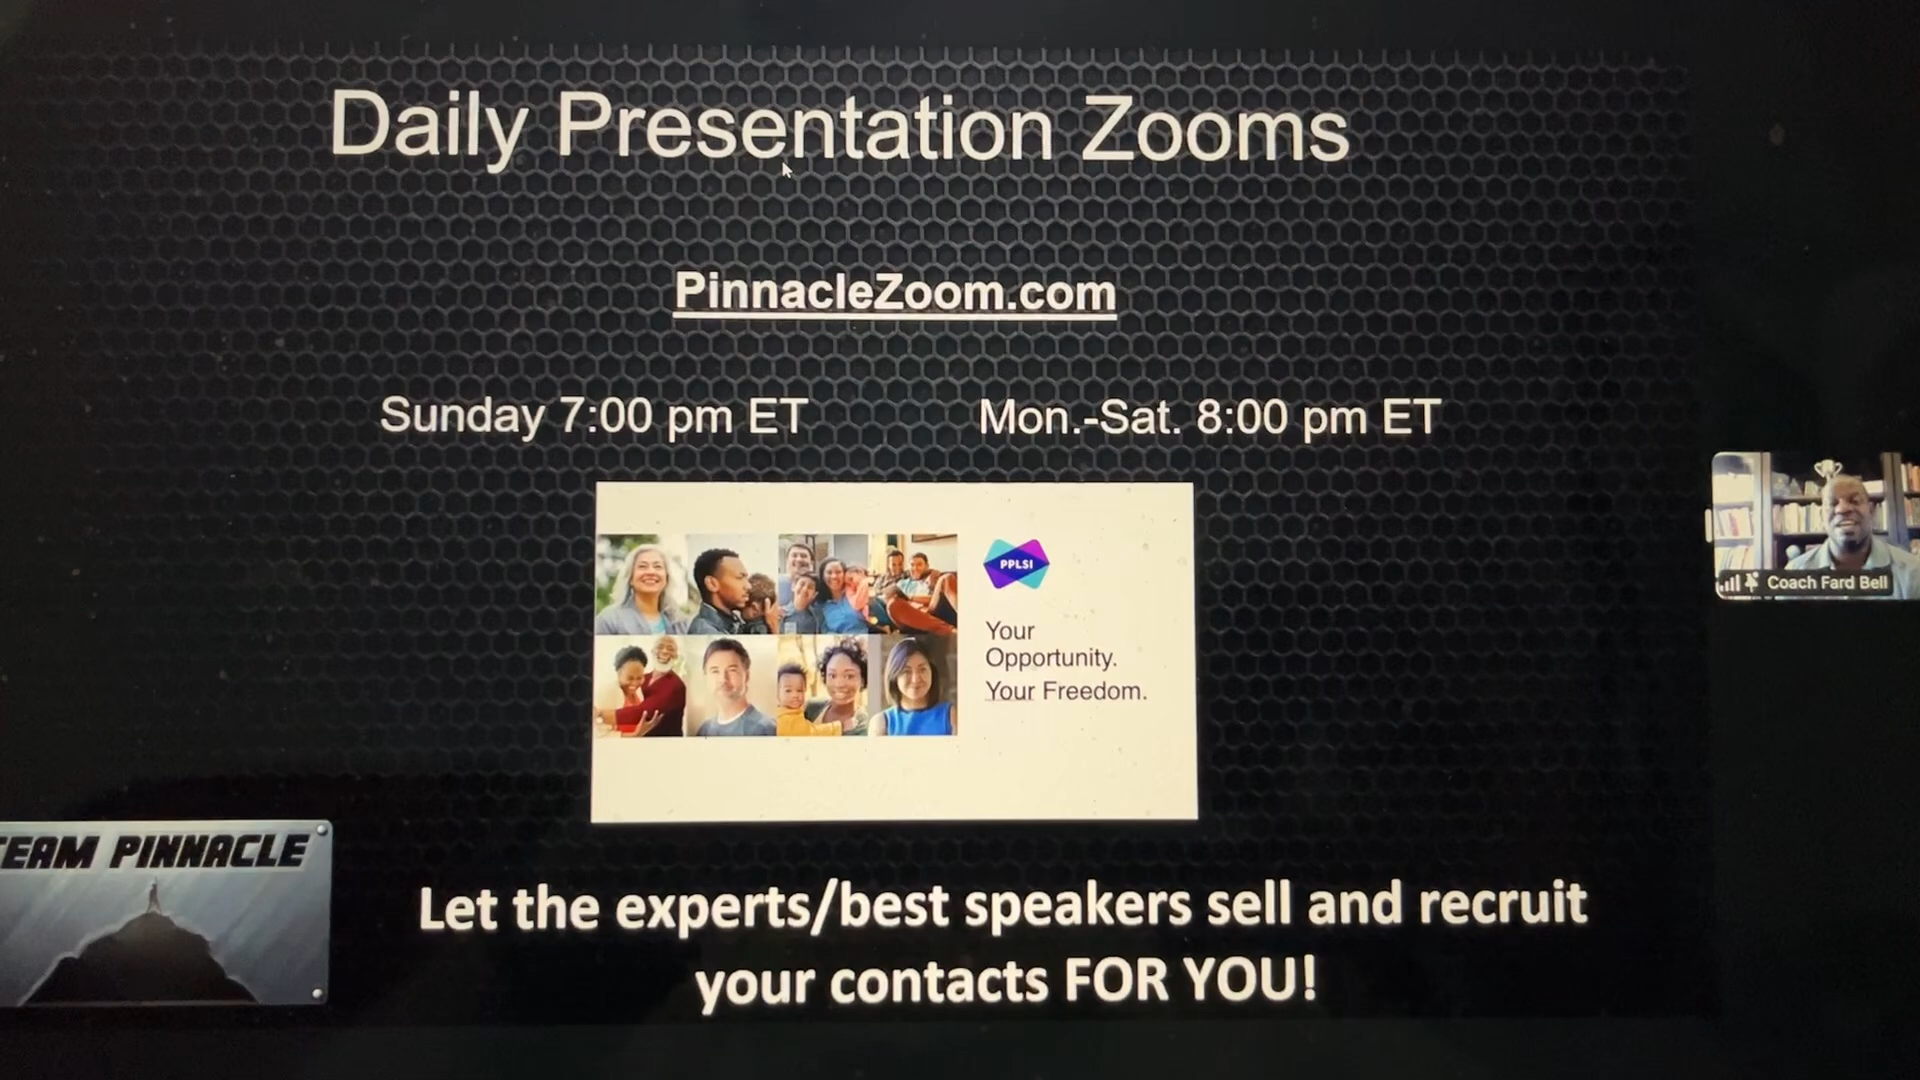 Daily Presentation Zooms
PinnacleZoom.com
Sunday 7:00 pm ET
Mon.-Sat. 8:00 pm ET
PPLSI
Your
Opportunity.
Your Freedom.
Coach Fard Bell
TEAM PINNACLE
Let the experts/best speakers sell and recruit
your contacts FOR YOU!